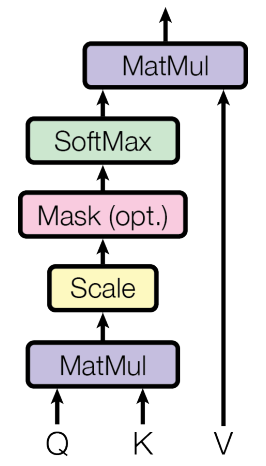 MatMul
SoftMax
Mask (opt.)
Scale
MatMul
Q K V